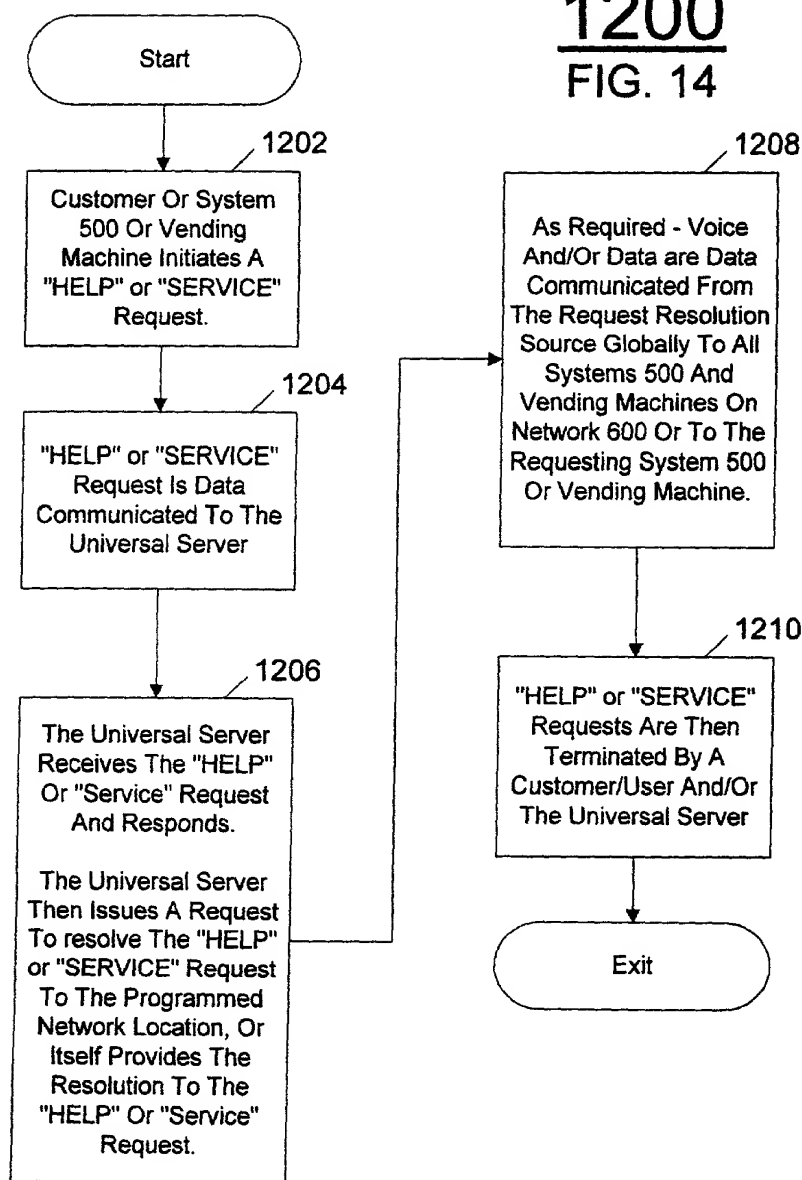 1200
FIG. 14
Start
1202
Customer Or System
500 Or Vending
Machine Initiates A
"HELP" or "SERVICE"
Request.
1204
"HELP" or "SERVICE"
Request Is Data
Communicated To The
Universal Server
1206
The Universal Server
Receives The "HELP"
Or "Service" Request
And Responds.
The Universal Server
Then Issues A Request
To resolve The "HELP"
or "SERVICE" Request
To The Programmed
Network Location, Or
Itself Provides The
Resolution To The
"HELP" Or "Service"
Request.
1208
As Required - Voice
And/Or Data are Data
Communicated From
The Request Resolution
Source Globally To All
Systems 500 And
Vending Machines On
Network 600 Or To The
Requesting System 500
Or Vending Machine.
1210
"HELP" or "SERVICE"
Requests Are Then
Terminated By A
Customer/User And/Or
The Universal Server
Exit